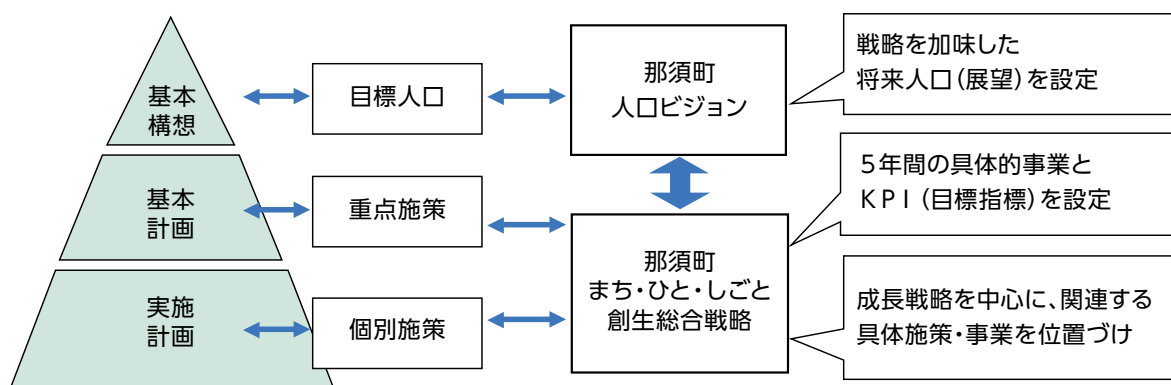 基本
構想
目標人口
那須町
人口ビジョン
戦略を加味した
将来人口(展望)を設定
基本
計画
重点施策
5年間の具体的事業と
KPI(目標指標)を設定
実施
計画
個別施策
那須町
まち・ひと・しごと
創生総合戦略
成長戦略を中心に、関連する
具体施策・事業を位置づけ